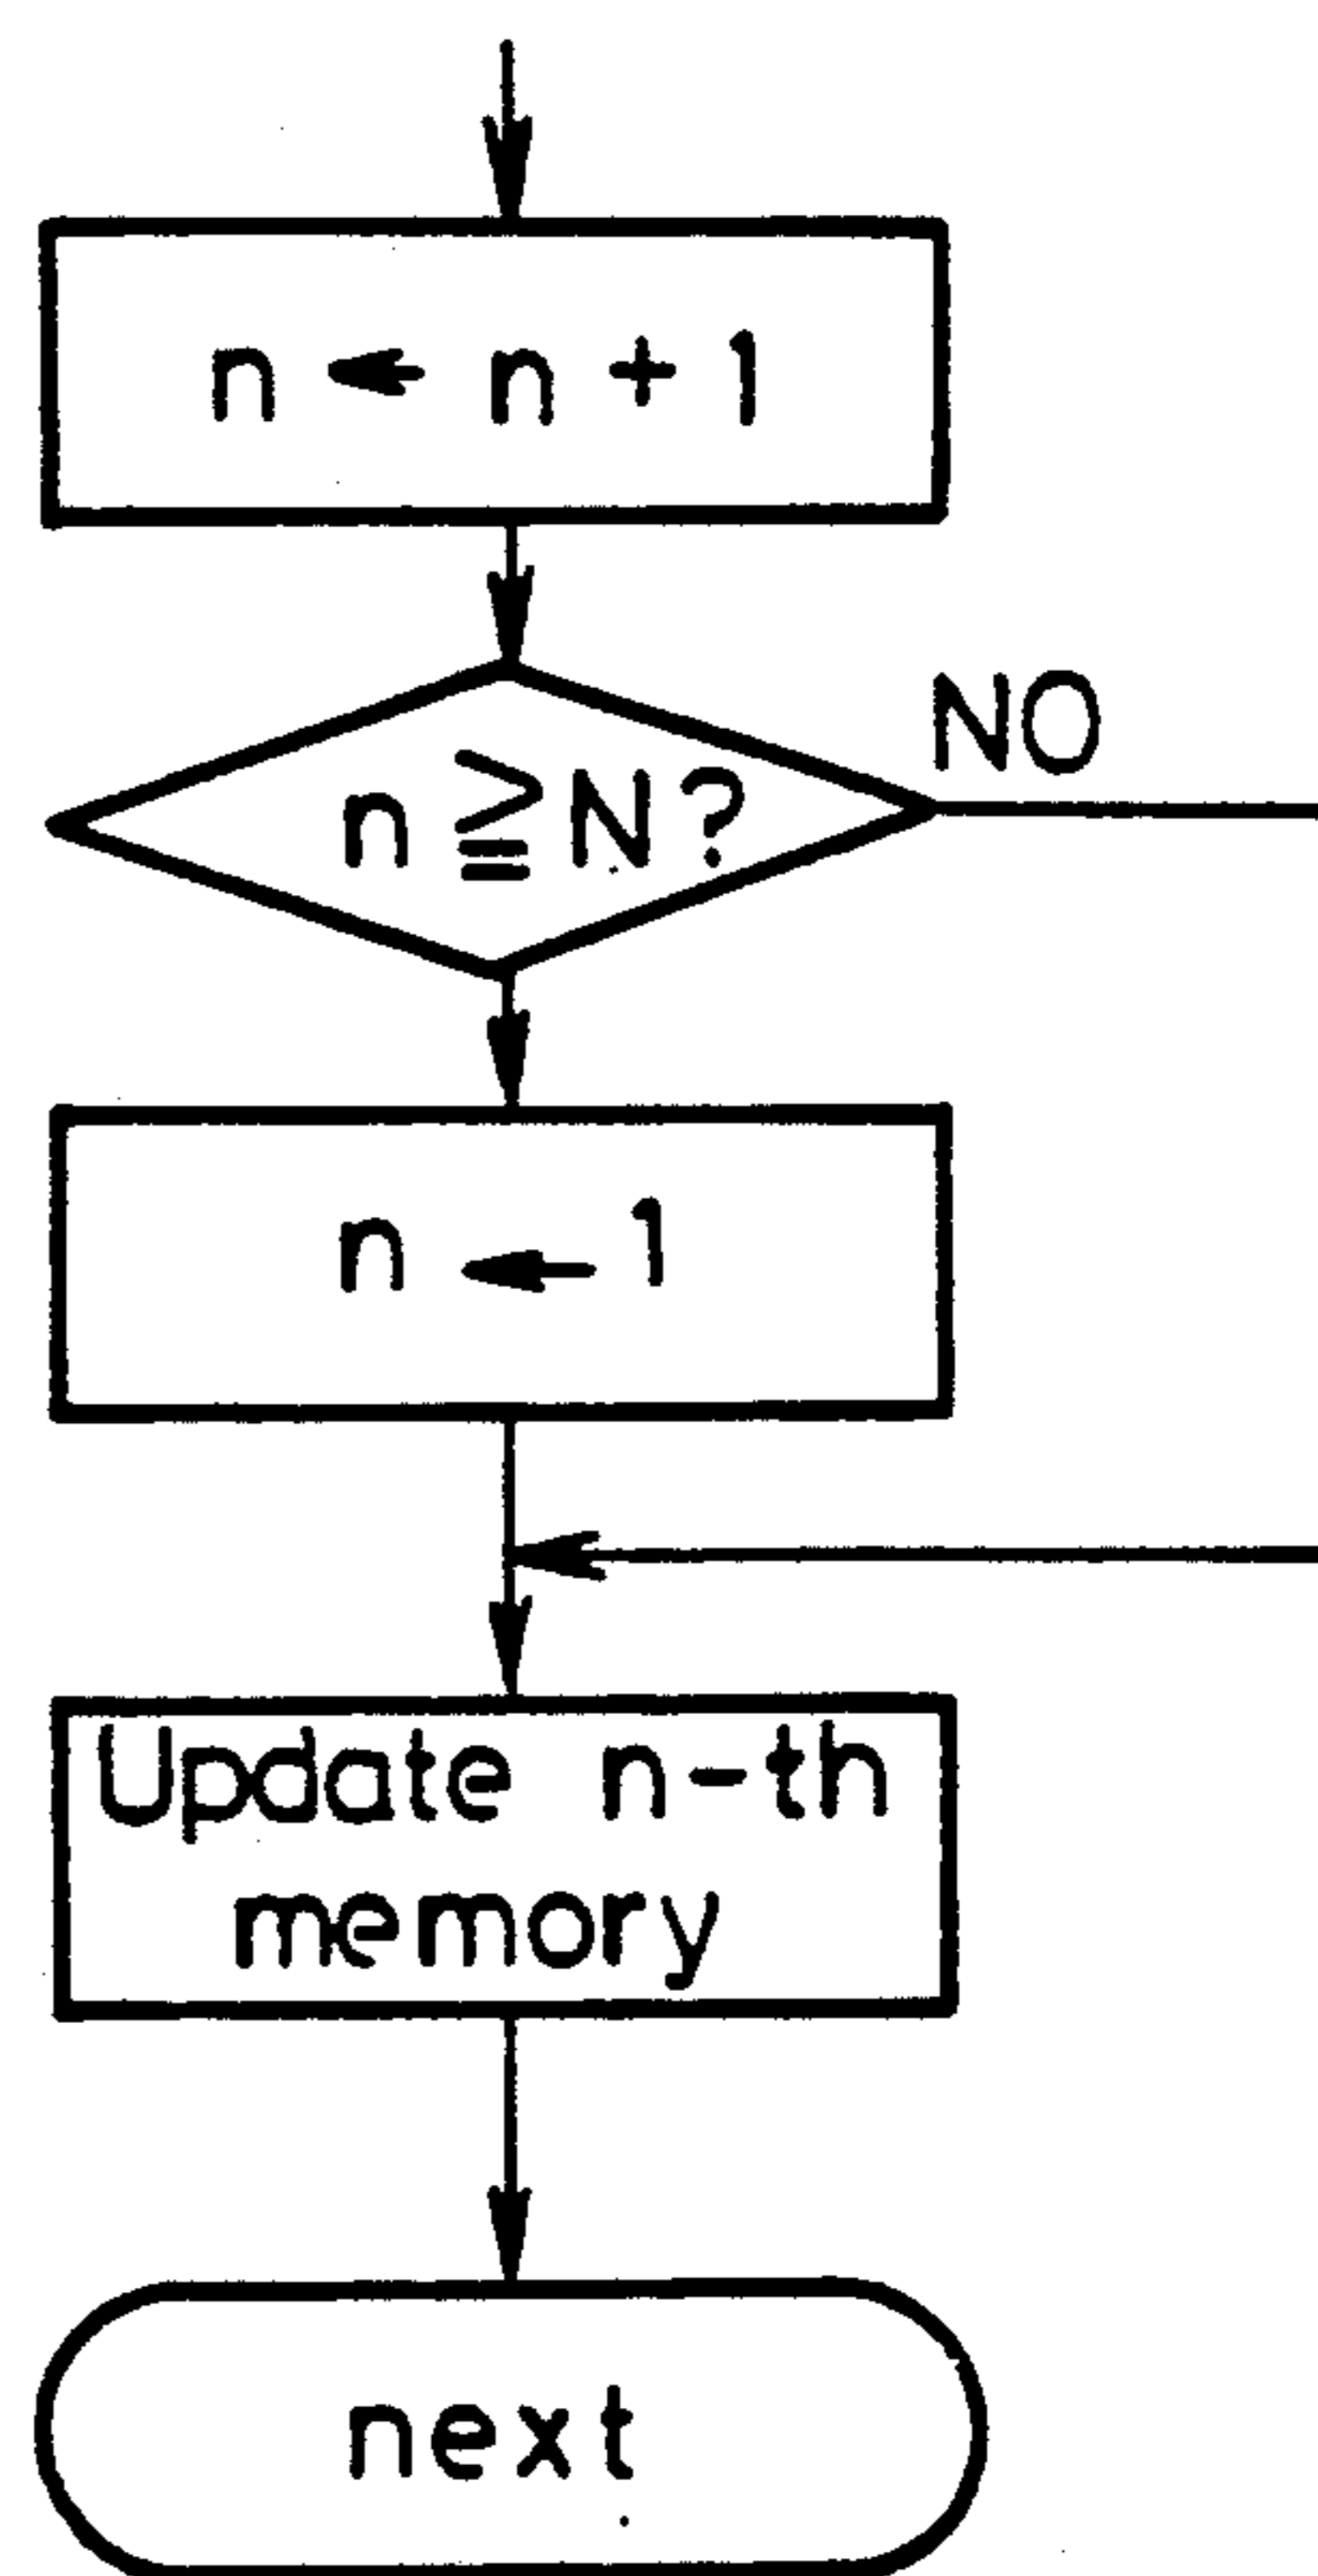 n ← n + 1
NO
n ≧ N?
n ← 1
Update n-th
memory
next